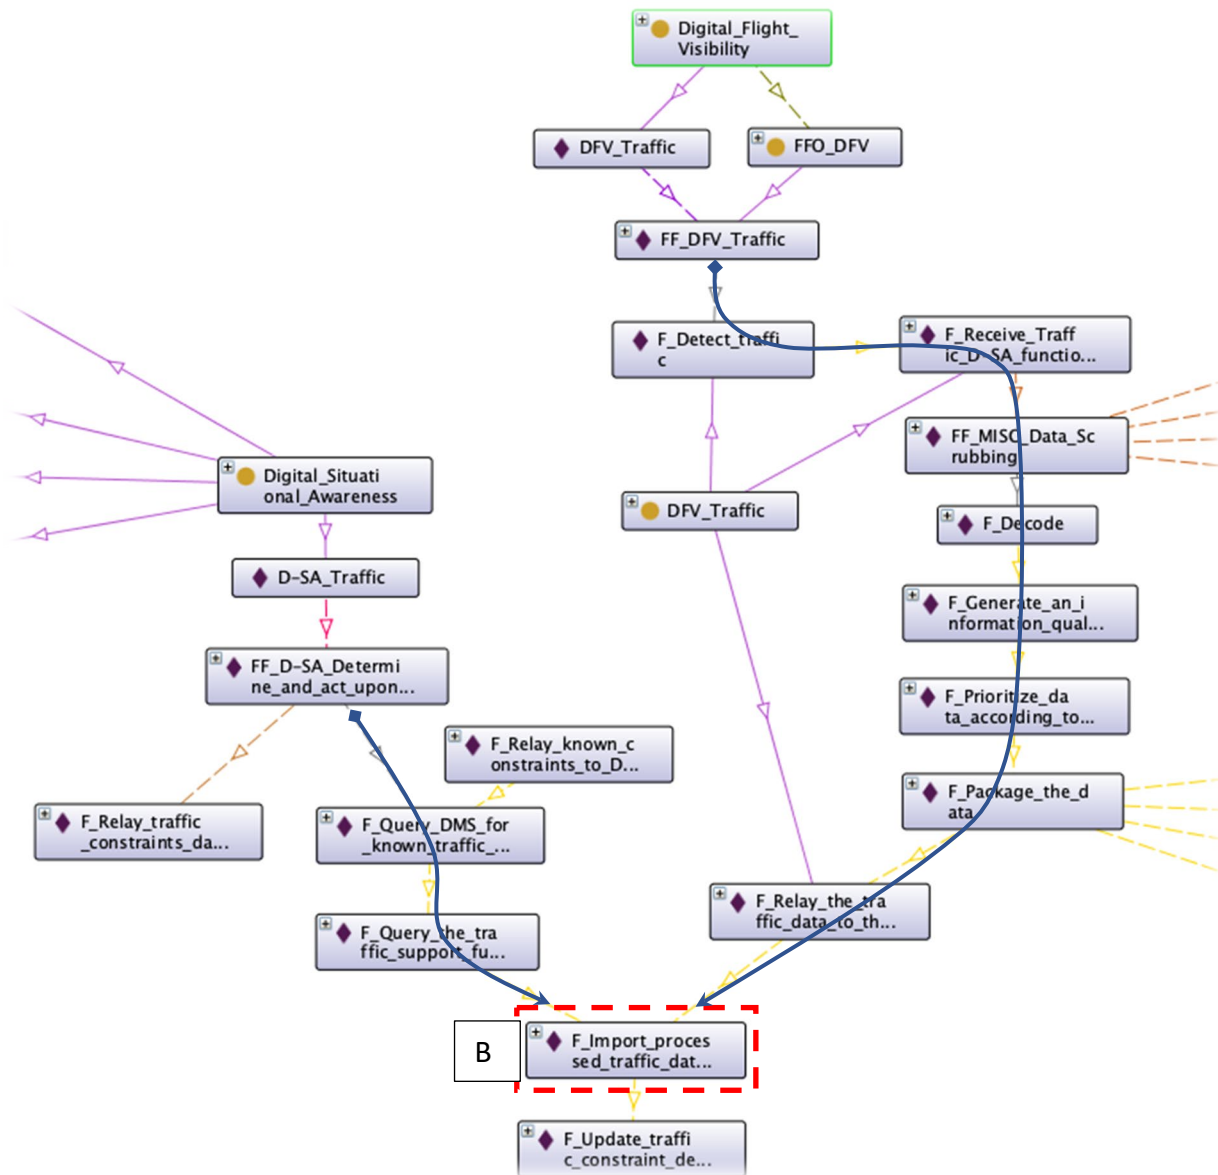 Digital_Flight_
Visibility
DFV_Traffic
FFO_DFV
FF_DFV_Traffic
F_Detect_traffi
c
F_Receive_Traff
ic_D-SA_functio...
FF_MISC_Data_Sc
rubbing
Digital_Situati
onal_Awareness
DFV_Traffic
F_Decode
D-SA_Traffic
F_Generate_an_i
nformation_qual...
FF_D-SA_Determi
ne_and_act_upon...
F_Prioritize_da
ta_according_to...
F_Relay_known_c
onstraints_to_D...
F_Package_the_d
ata
F_Relay_traffic
_constraints_da...
F_Query_DMS_for
_known_traffic_...
F_Relay_the_tra
ffic_data_to_th...
F_Query_the_tra
ffic_support_fu...
B
F_Import_proces
sed_traffic_dat...
F_Update_traffi
c_constraint_de...